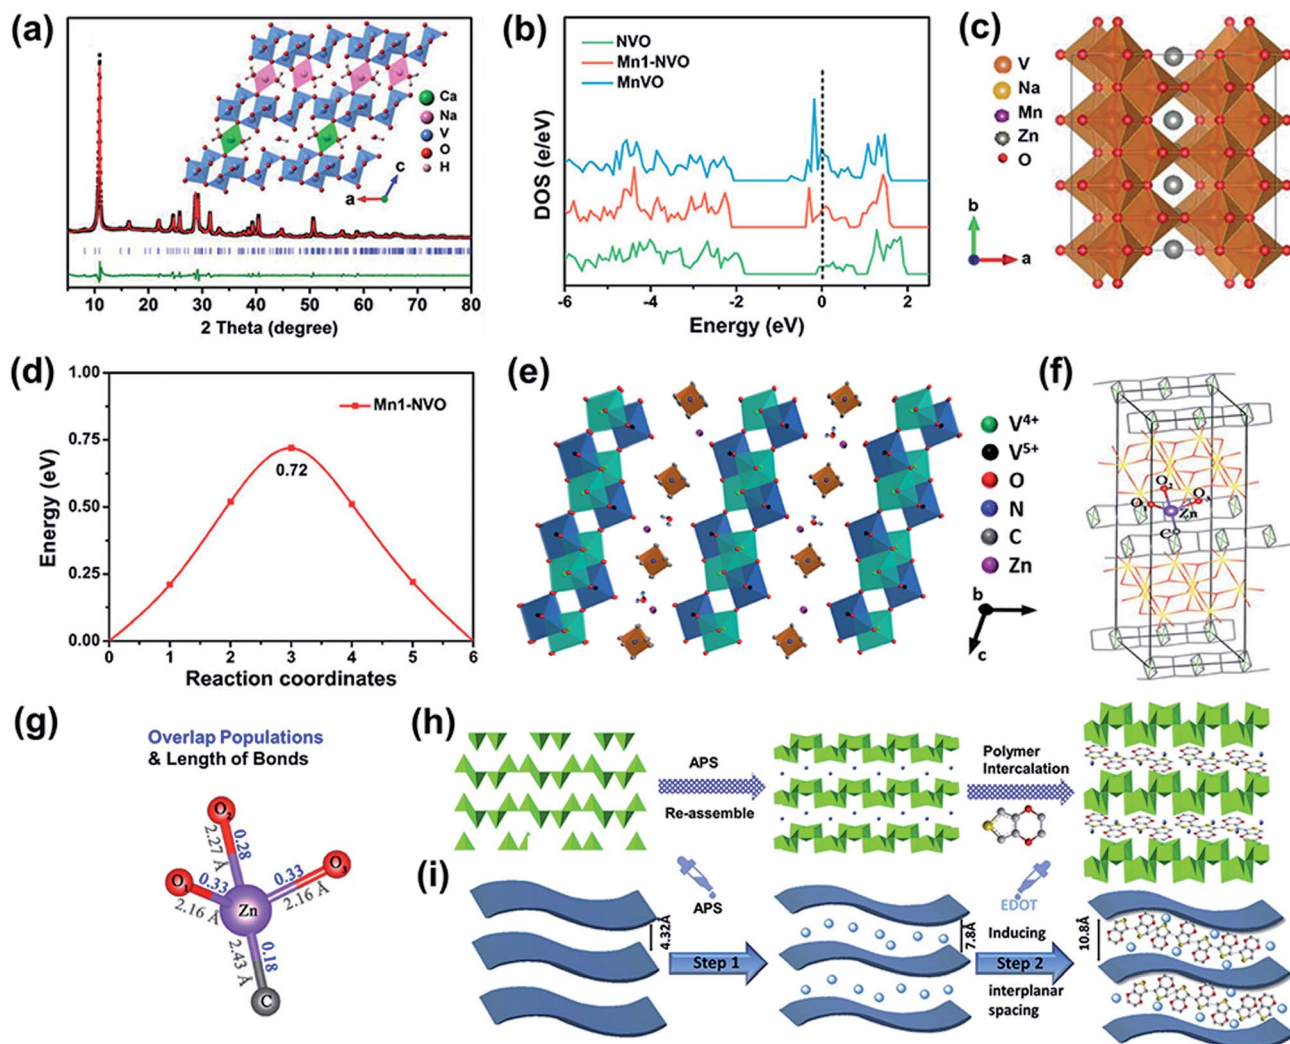 (a)
Ca
Na
V
O
H
c
a
10 20 30 40 50 60 70 80
2 Theta (degree)
(b)
NVO
Mn1-NVO
MnVO
DOS (e/eV)
-6 -4 -2 0 2
Energy (eV)
(c)
V
Na
Mn
Zn
O
b
a
(d)
1.00
0.75
0.50
0.25
0.00
Energy (eV)
Mn1-NVO
0.72
0 1 2 3 4 5 6
Reaction coordinates
(e)
V4+
V5+
O
N
C
Zn
b
c
(f)
O2
O1
O3
Zn
C
(g)
Overlap Populations
& Length of Bonds
O2
2.27 Å
0.28
O1
0.33
2.16 Å
0.33
2.16 Å
O3
Zn
2.43 Å
0.18
C
(h)
APS
Re-assemble
Polymer
Intercalation
(i)
APS
4.32Å
Step 1
EDOT
7.8Å
Inducing
Step 2
interplanar
spacing
10.8Å